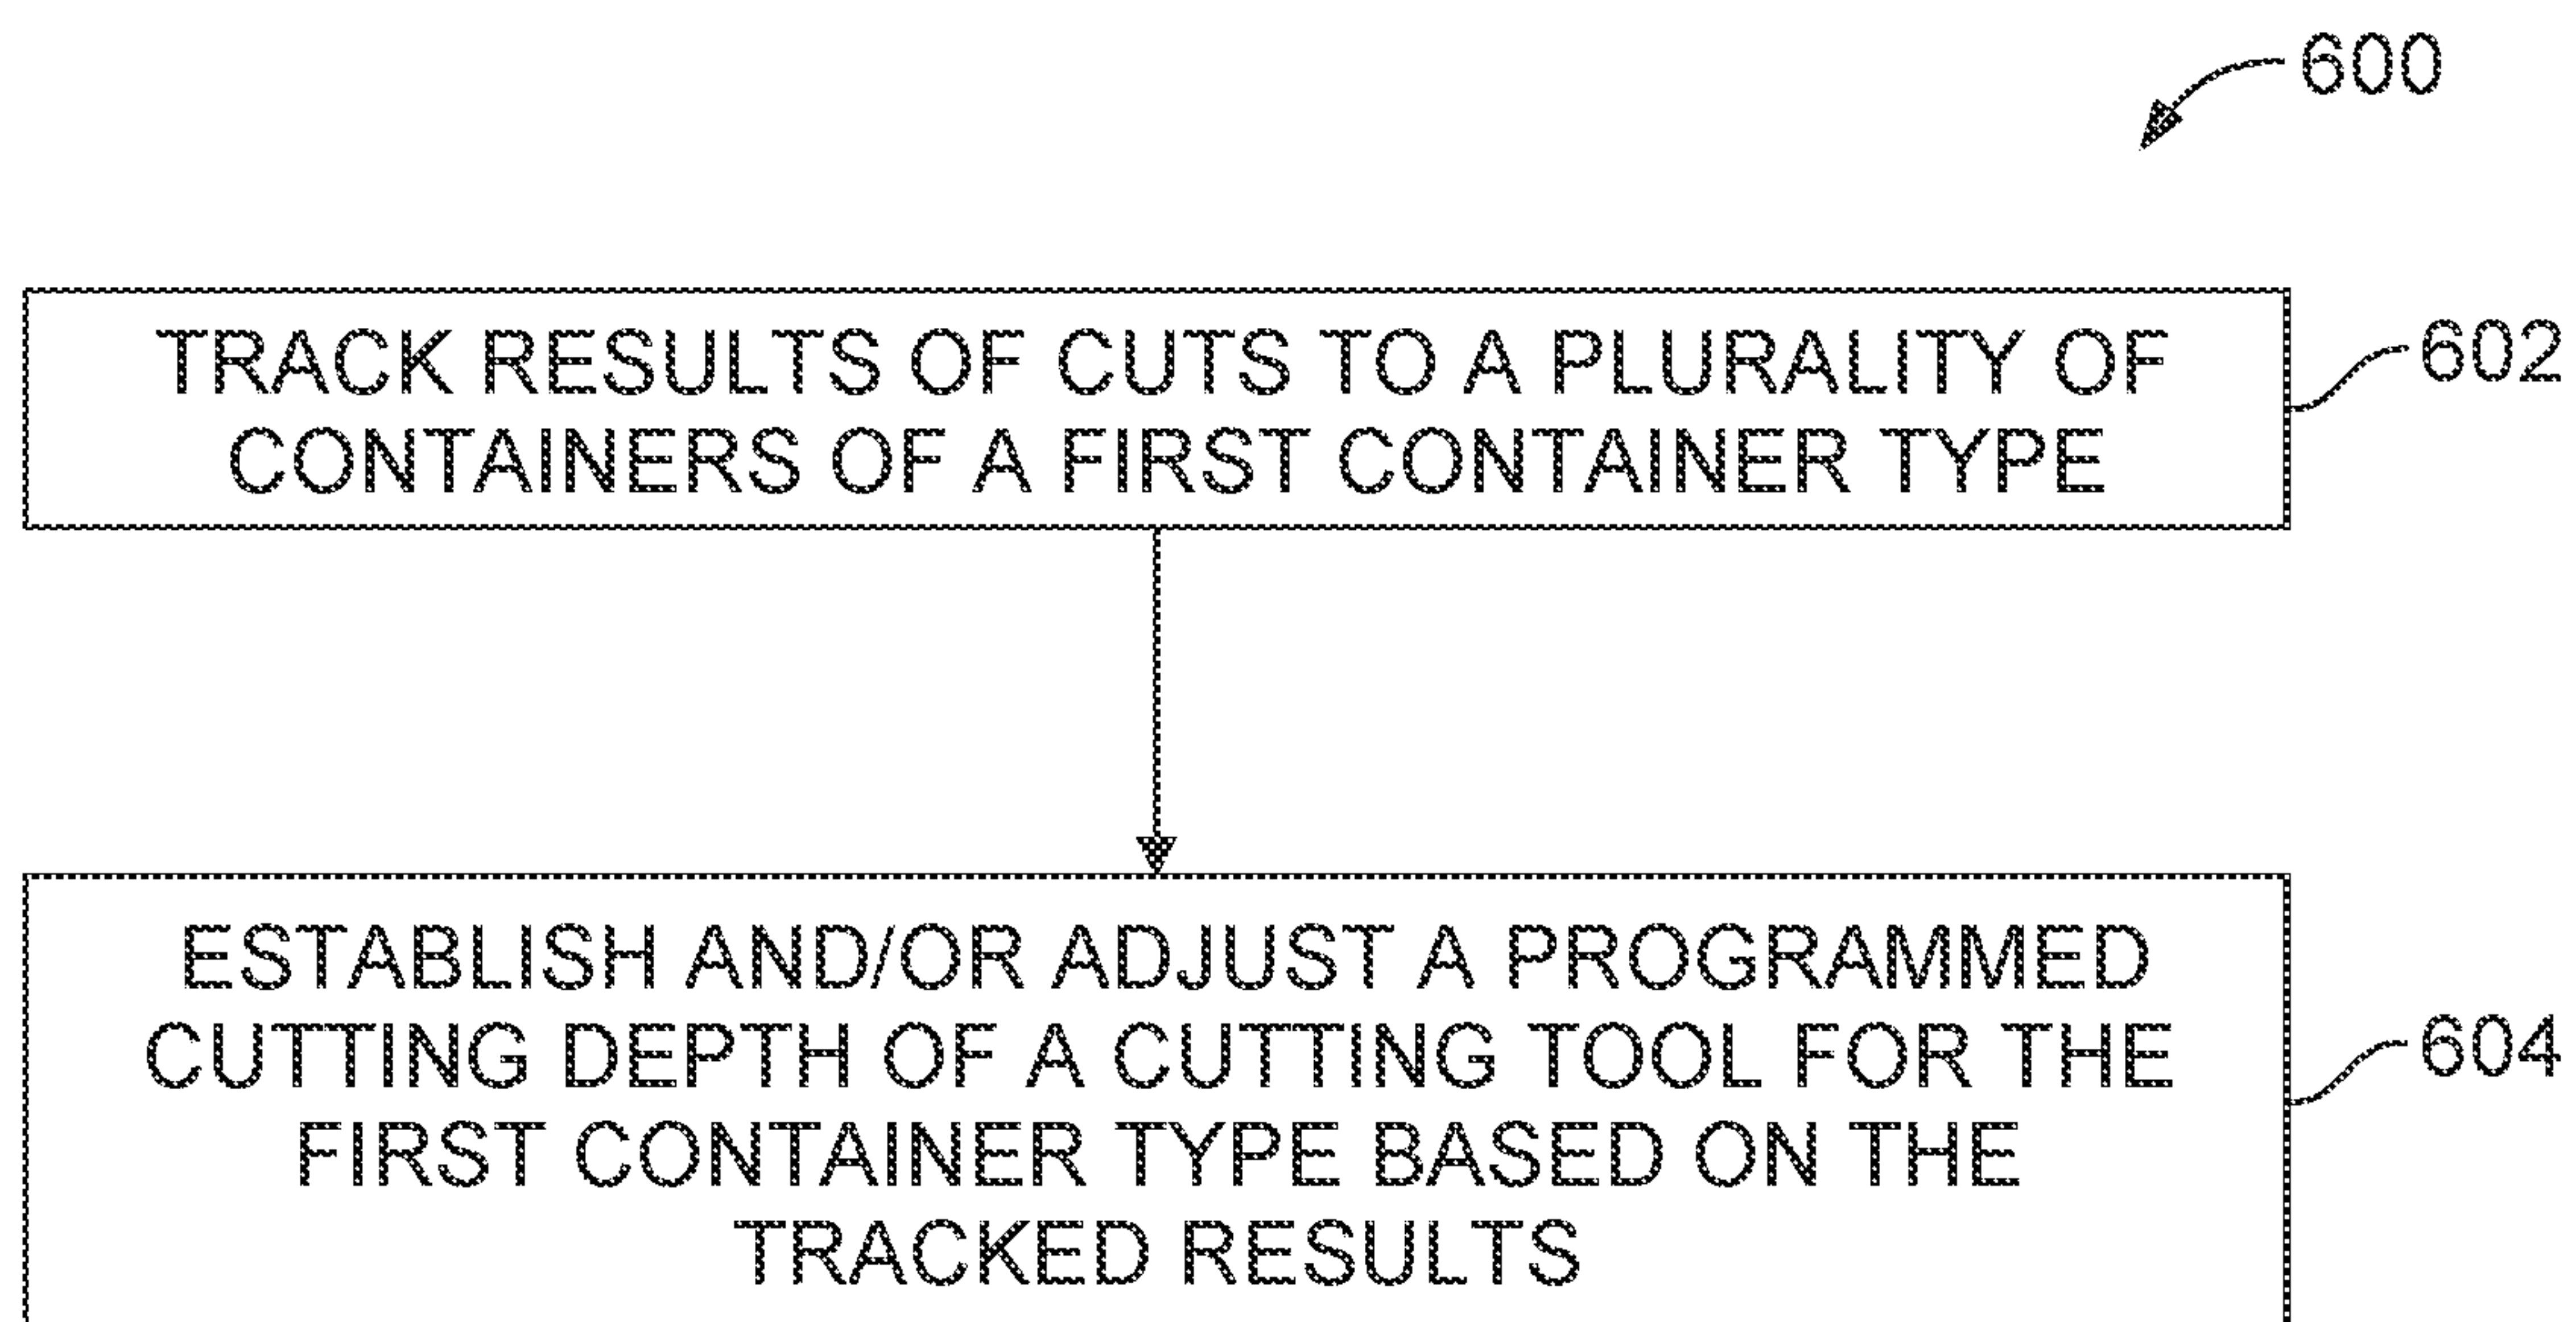 600
TRACK RESULTS OF CUTS TO A PLURALITY OF
CONTAINERS OF A FIRST CONTAINER TYPE
602
ESTABLISH AND/OR ADJUST A PROGRAMMED
CUTTING DEPTH OF A CUTTING TOOL FOR THE
FIRST CONTAINER TYPE BASED ON THE
TRACKED RESULTS
604